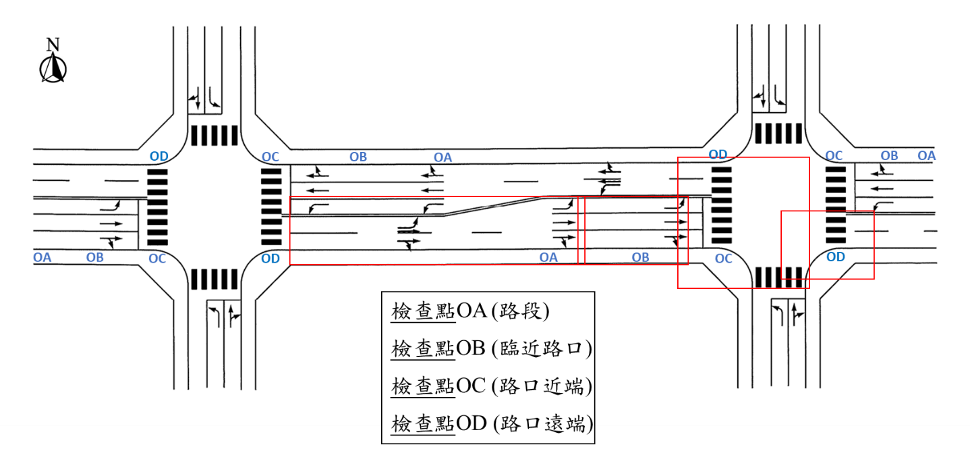 N
OD
OC
OB
OA
OD
OC
OB
OA
OA
OB
OC
OD
OA
OB
OC
OD
檢查點OA (路段)
檢查點OB (臨近路口)
檢查點OC (路口近端)
檢查點OD (路口遠端)